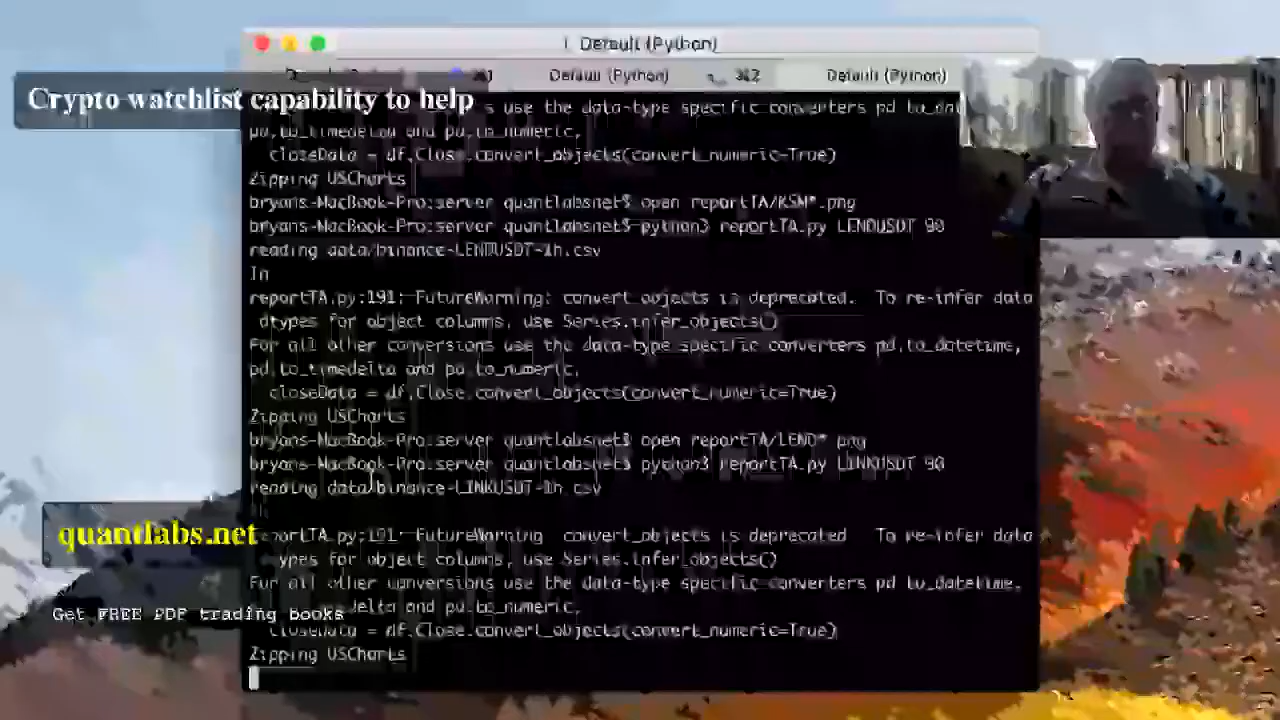 Default (Python)
⌘1 Default (Python) ⌘2 Default (Python)
Crypto watchlist capability to help
s use the data-type specific converters pd.to_dat
pd.to_timedelta and pd.to_numeric.
closeData = df.Close.convert_objects(convert_numeric=True)
Zipping USCharts
bryans-MacBook-Pro:server quantlabsnet$ open reportTA/KSM*.png
bryans-MacBook-Pro:server quantlabsnet$ python3 reportTA.py LENDUSDT 90
reading data/binance-LENDUSDT-1h.csv
In
reportTA.py:191: FutureWarning: convert_objects is deprecated.  To re-infer data
dtypes for object columns, use Series.infer_objects()
For all other conversions use the data-type specific converters pd.to_datetime,
pd.to_timedelta and pd.to_numeric.
closeData = df.Close.convert_objects(convert_numeric=True)
Zipping USCharts
bryans-MacBook-Pro:server quantlabsnet$ open reportTA/LEND*.png
bryans-MacBook-Pro:server quantlabsnet$ python3 reportTA.py LINKUSDT 90
reading data/binance-LINKUSDT-1h.csv
quantlabs.net
eportTA.py:191: FutureWarning: convert_objects is deprecated.  To re-infer data
ypes for object columns, use Series.infer_objects()
For all other conversions use the data-type specific converters pd.to_datetime,
delta and pd.to_numeric.
Get FREE PDF trading books
closeData = df.Close.convert_objects(convert_numeric=True)
Zipping USCharts